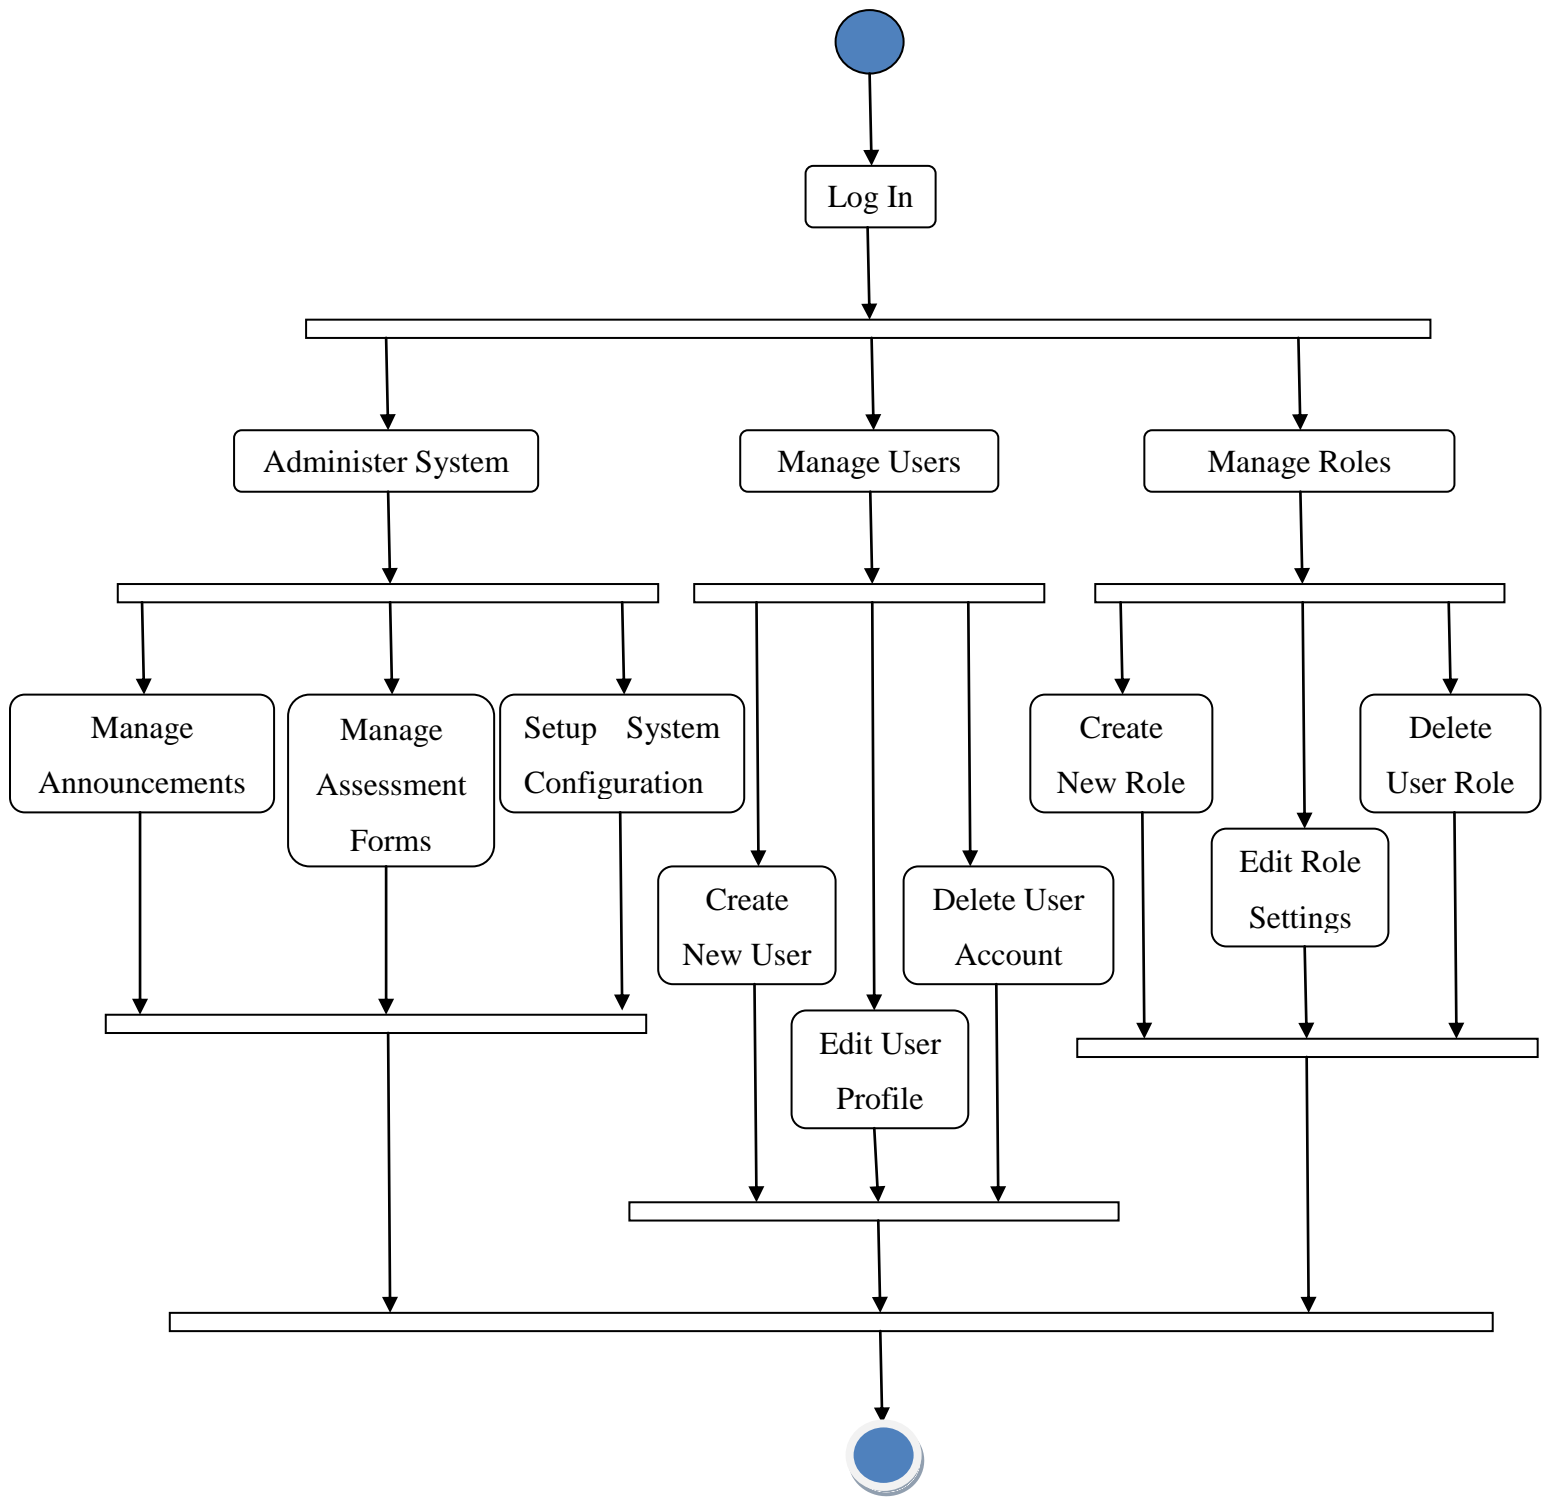 Log In
Administer System
Manage Users
Manage Roles
Manage
Announcements
Manage
Assessment
Forms
Setup System
Configuration
Create
New Role
Delete
User Role
Edit Role
Settings
Create
New User
Delete User
Account
Edit User
Profile